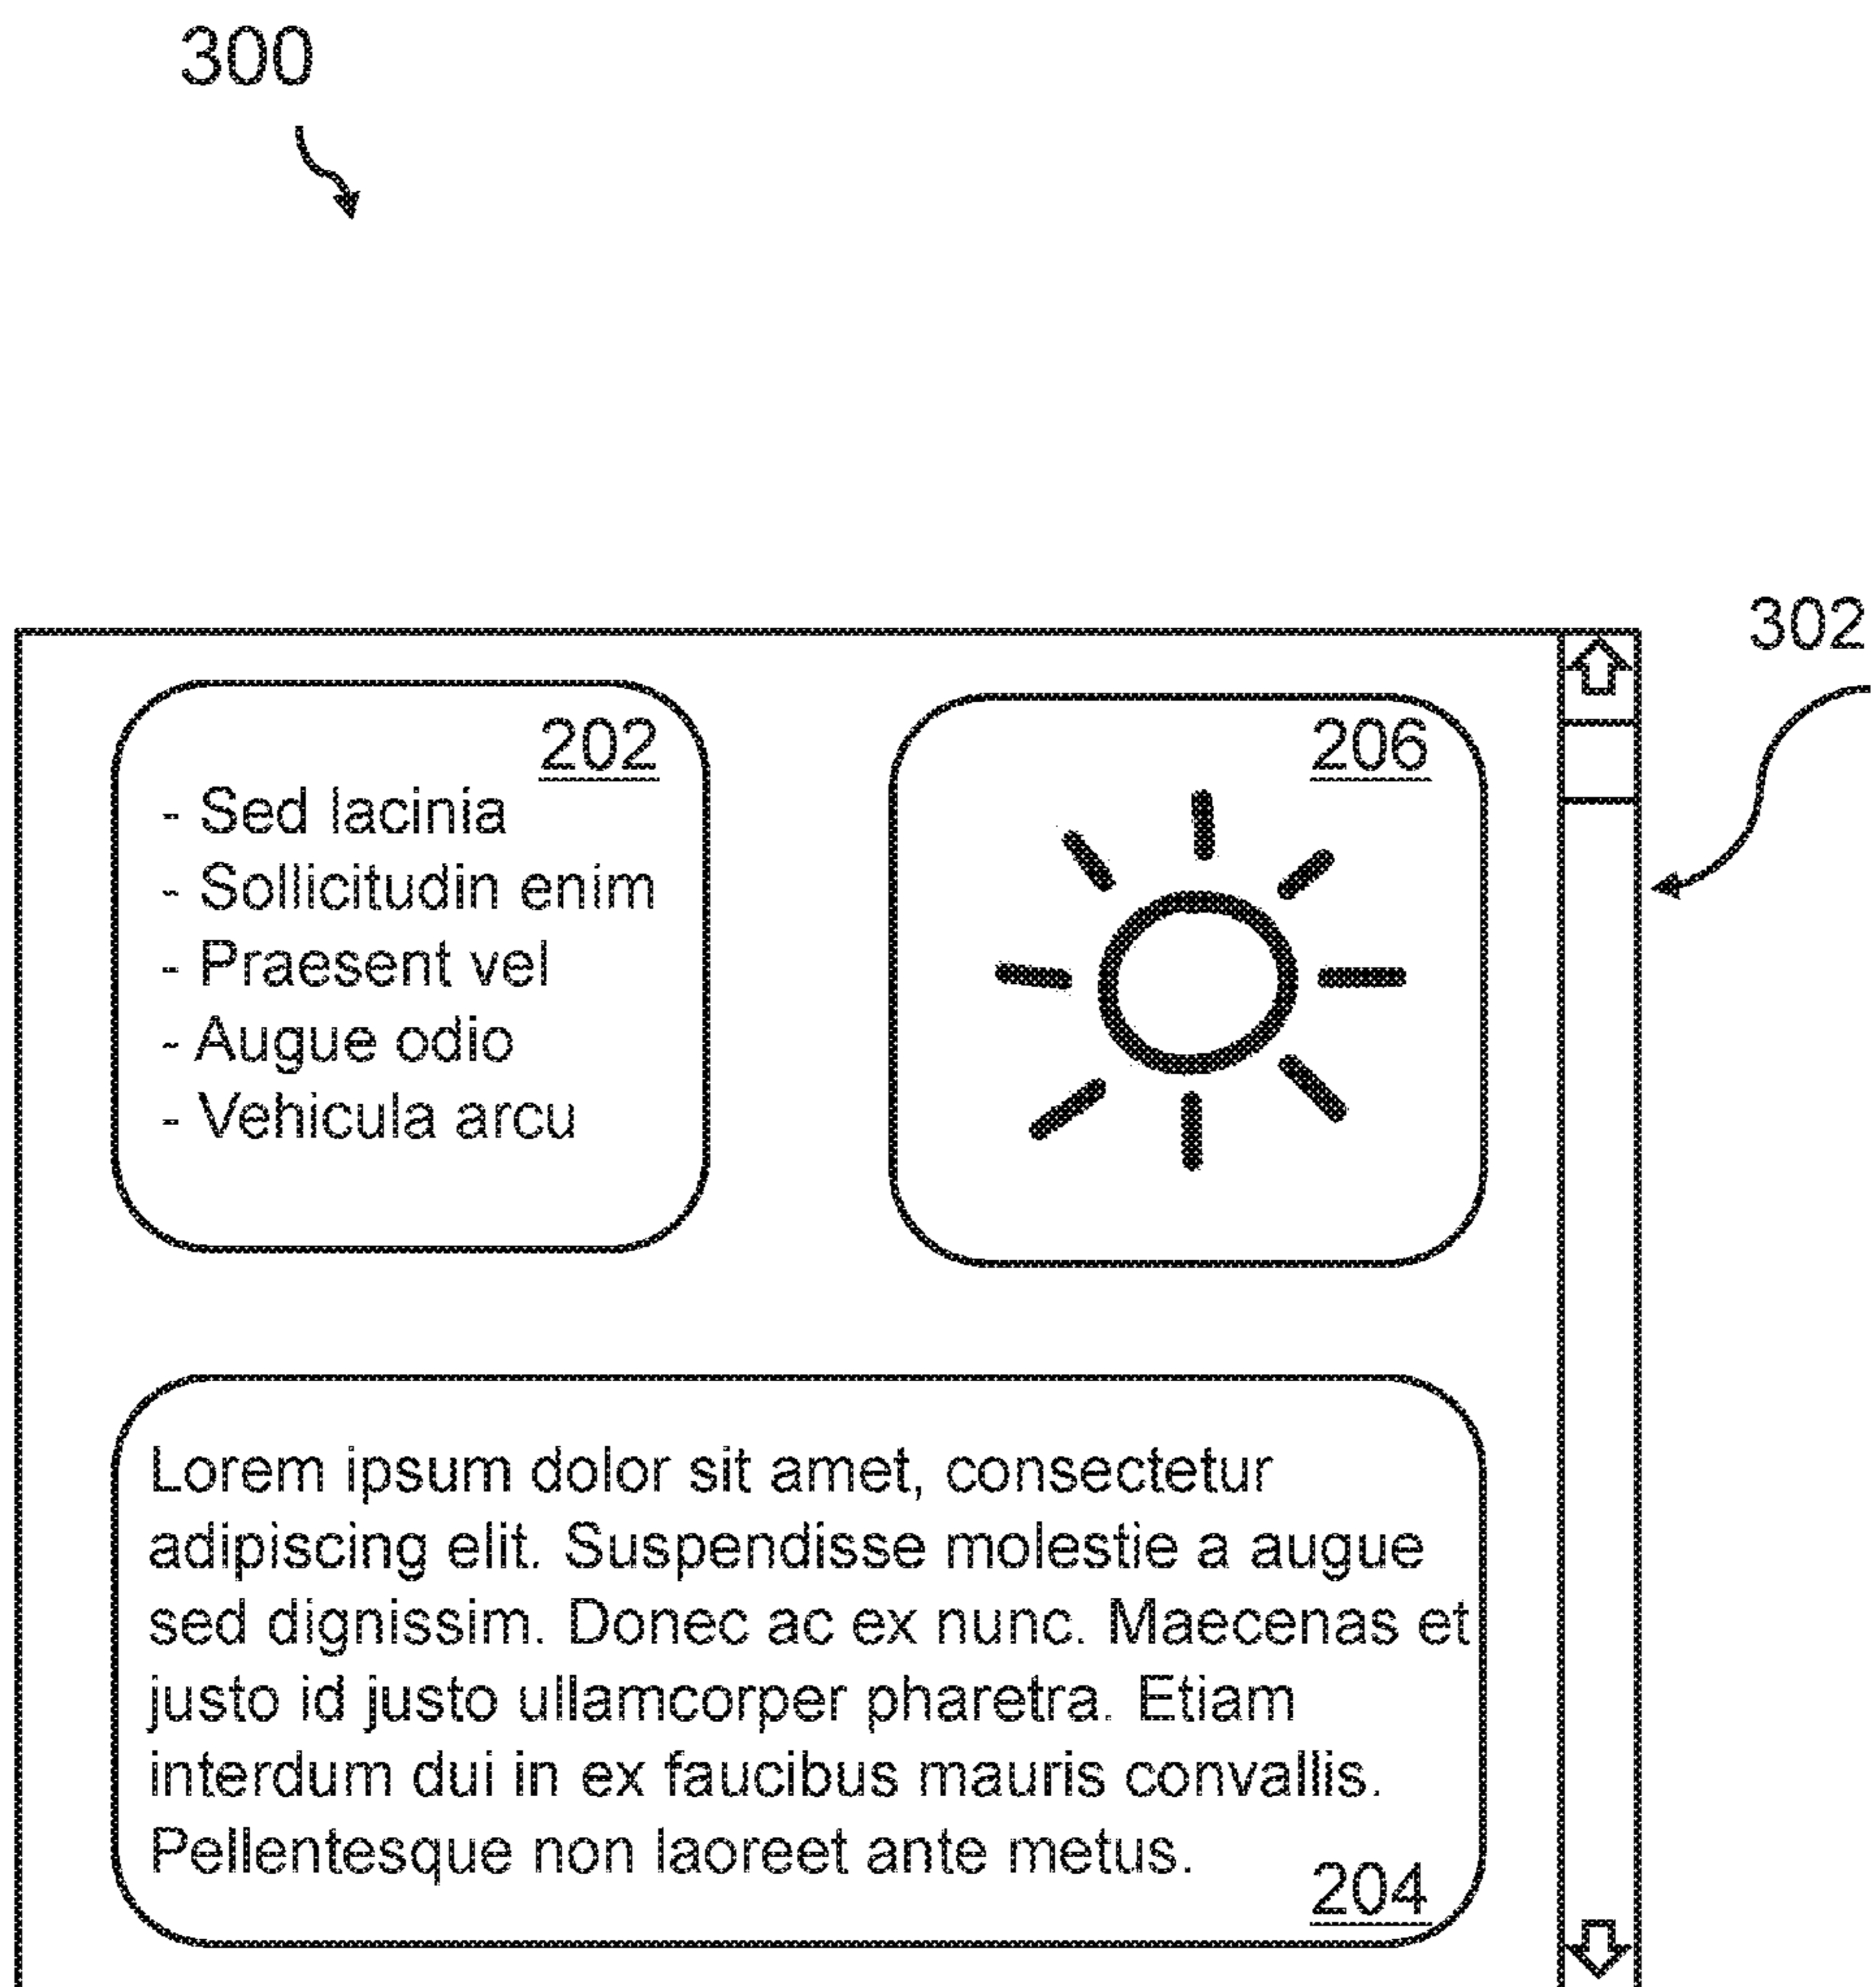 300
302
202
- Sed lacinia
- Sollicitudin enim
- Praesent vel
- Augue odio
- Vehicula arcu
206
Lorem ipsum dolor sit amet, consectetur
adipiscing elit. Suspendisse molestie a augue
sed dignissim. Donec ac ex nunc. Maecenas et
justo id justo ullamcorper pharetra. Etiam
interdum dui in ex faucibus mauris convallis.
Pellentesque non laoreet ante metus.
204